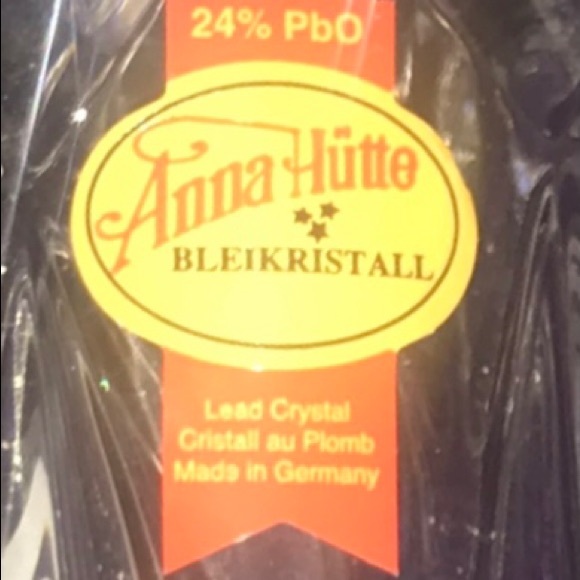 24% PbO
Anna Hütte
BLEIKRISTALL
Lead Crystal
Cristall au Plomb
Made in Germany